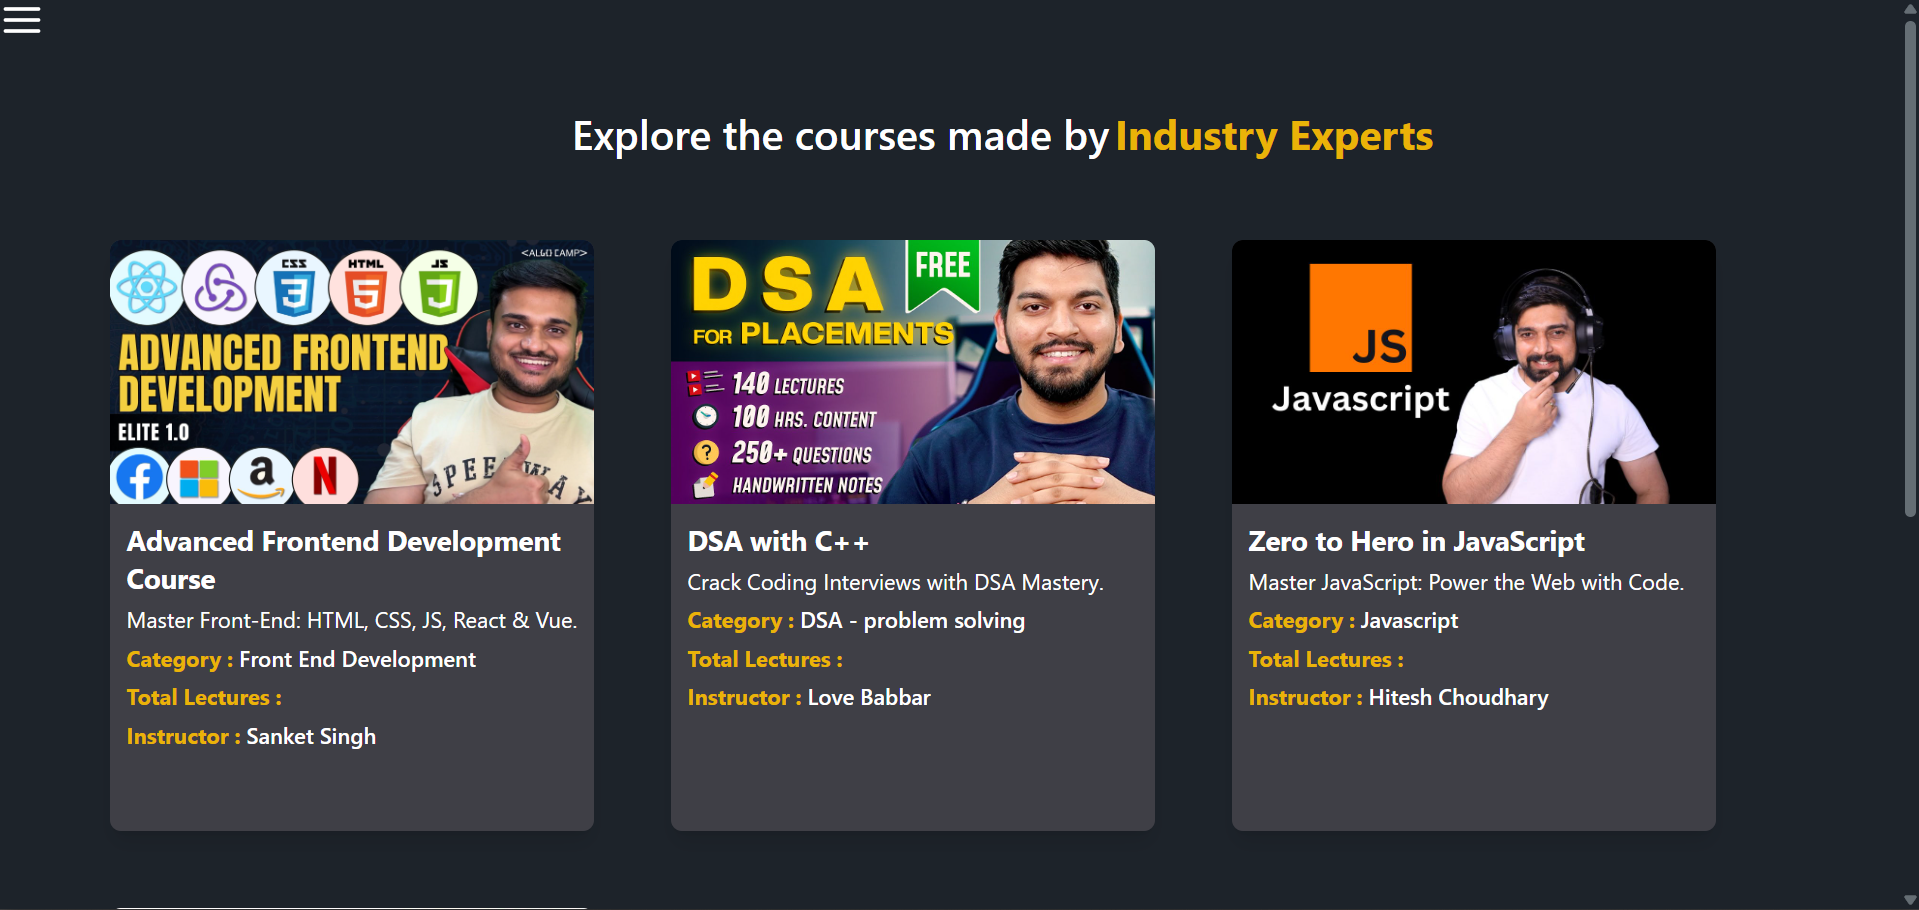 Explore the courses made by Industry Experts
<ALGO CAMP>
CSS HTML JS
ADVANCED FRONTEND
DEVELOPMENT
ELITE 1.0
a N
SPEEDWAY
Advanced Frontend Development
Course
Master Front-End: HTML, CSS, JS, React & Vue.
Category : Front End Development
Total Lectures :
Instructor : Sanket Singh
DSA FREE
FOR PLACEMENTS
140 LECTURES
100 HRS. CONTENT
250+ QUESTIONS
HANDWRITTEN NOTES
DSA with C++
Crack Coding Interviews with DSA Mastery.
Category : DSA - problem solving
Total Lectures :
Instructor : Love Babbar
JS
Javascript
Zero to Hero in JavaScript
Master JavaScript: Power the Web with Code.
Category : Javascript
Total Lectures :
Instructor : Hitesh Choudhary